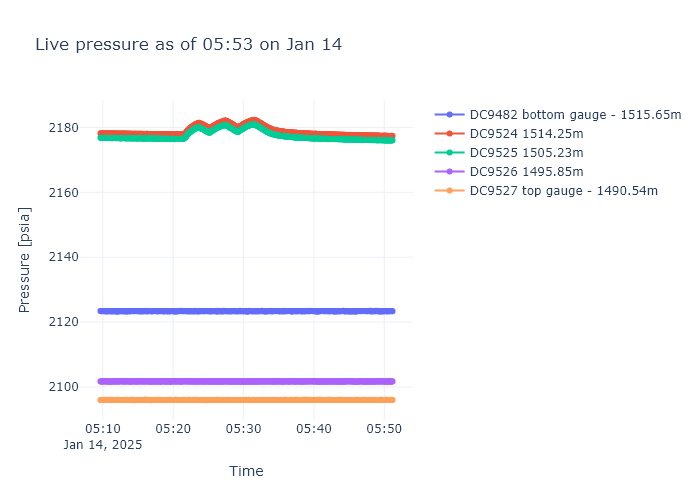 Live pressure as of 05:53 on Jan 14
DC9482 bottom gauge - 1515.65m
DC9524 1514.25m
DC9525 1505.23m
DC9526 1495.85m
DC9527 top gauge - 1490.54m
Pressure [psia]
2180
2160
2140
2120
2100
05:10 05:20 05:30 05:40 05:50
Jan 14, 2025
Time